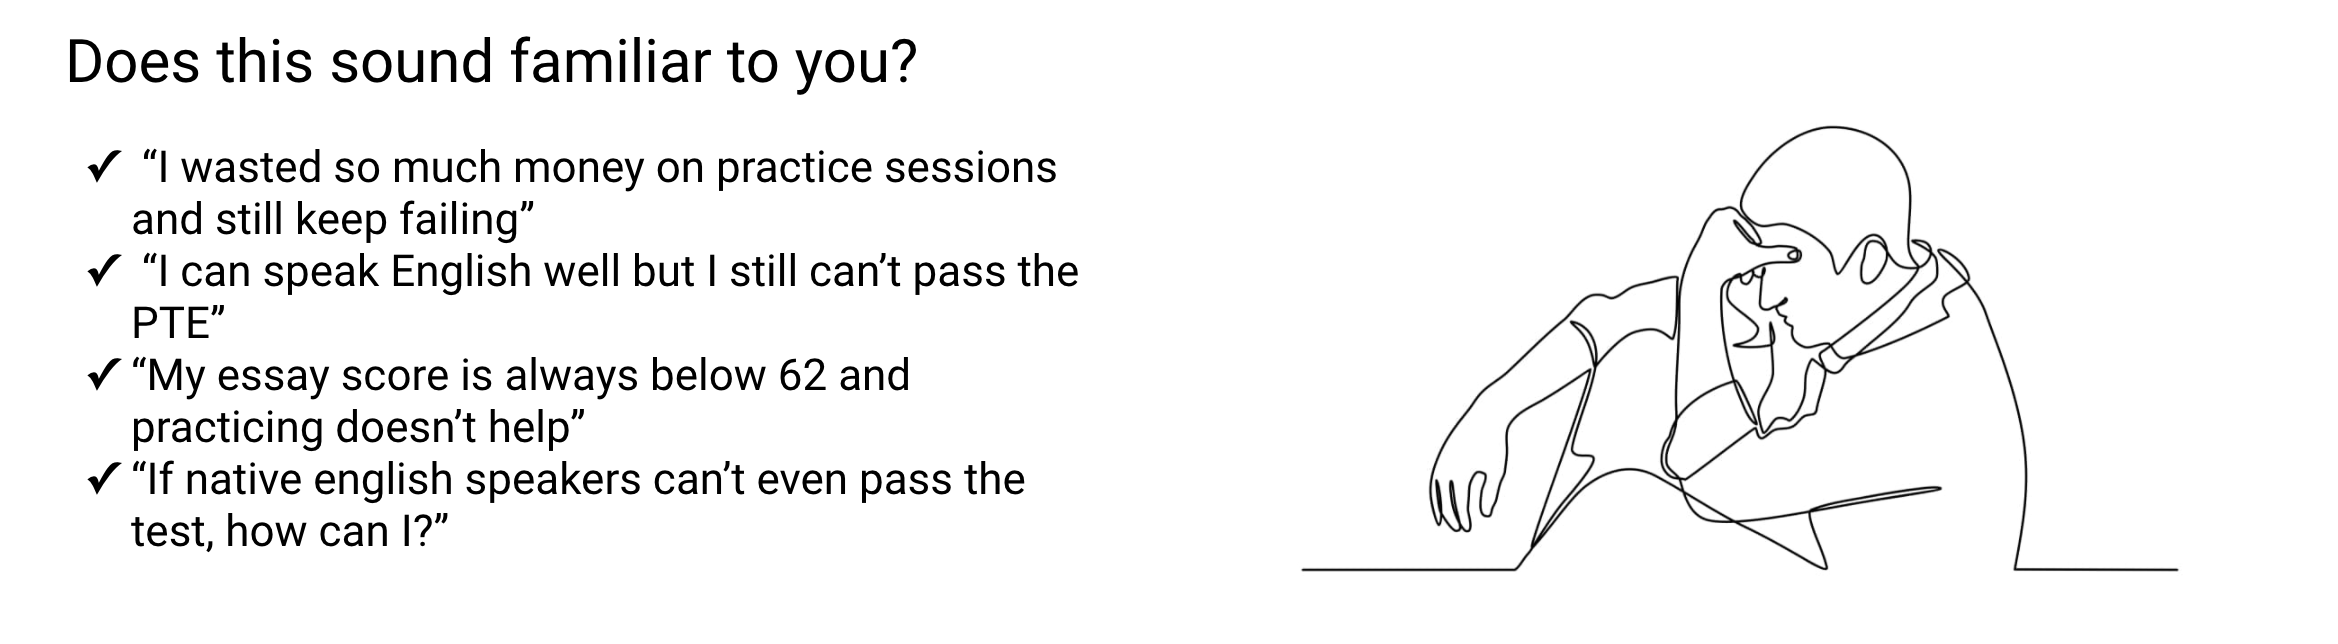 Does this sound familiar to you?
✓ “I wasted so much money on practice sessions
and still keep failing”
✓ “I can speak English well but I still can’t pass the
PTE”
✓ “My essay score is always below 62 and
practicing doesn’t help”
✓ “If native english speakers can’t even pass the
test, how can I?”